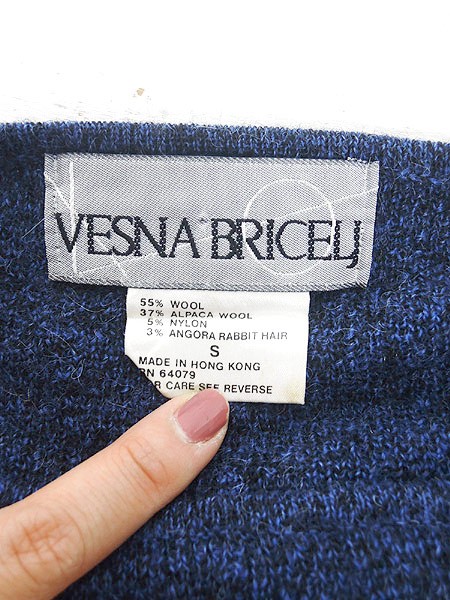 VESNA BRICELJ
55% WOOL
37% ALPACA WOOL
5% NYLON
3% ANGORA RABBIT HAIR
S
MADE IN HONG KONG
RN 64079
OR CARE SEE REVERSE